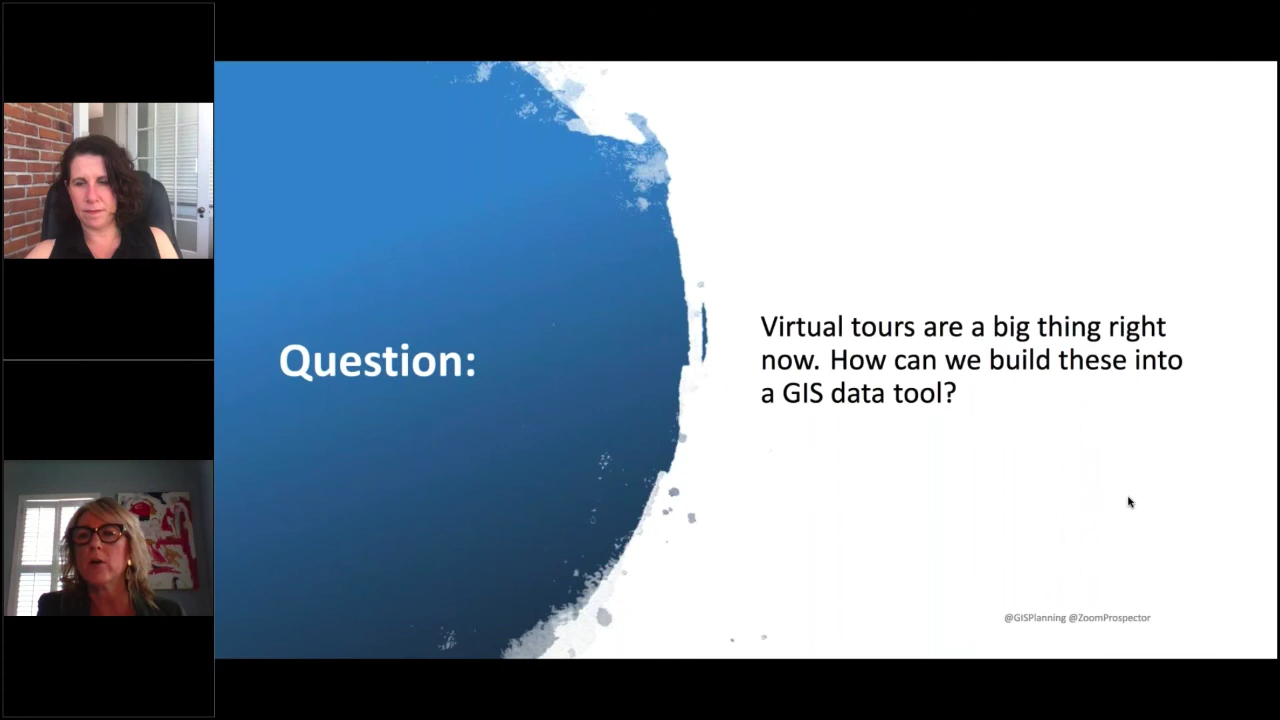 Question:
Virtual tours are a big thing right
now. How can we build these into
a GIS data tool?
@GISPlanning @ZoomProspector